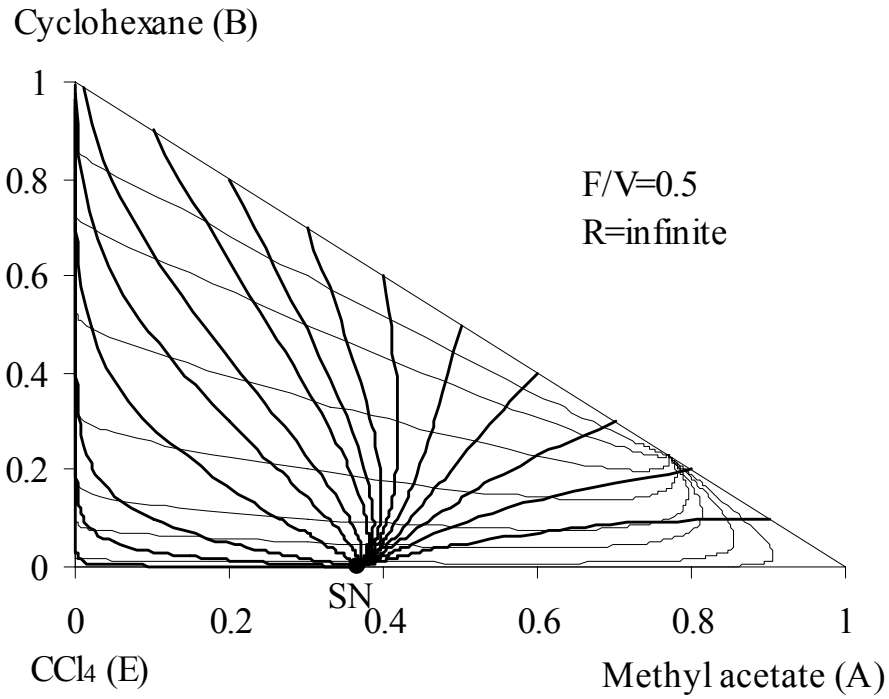 Cyclohexane (B)
1
0.8
F/V=0.5
R=infinite
0.6
0.4
0.2
0
SN
0 0.2 0.4 0.6 0.8 1
CCl4 (E) Methyl acetate (A)